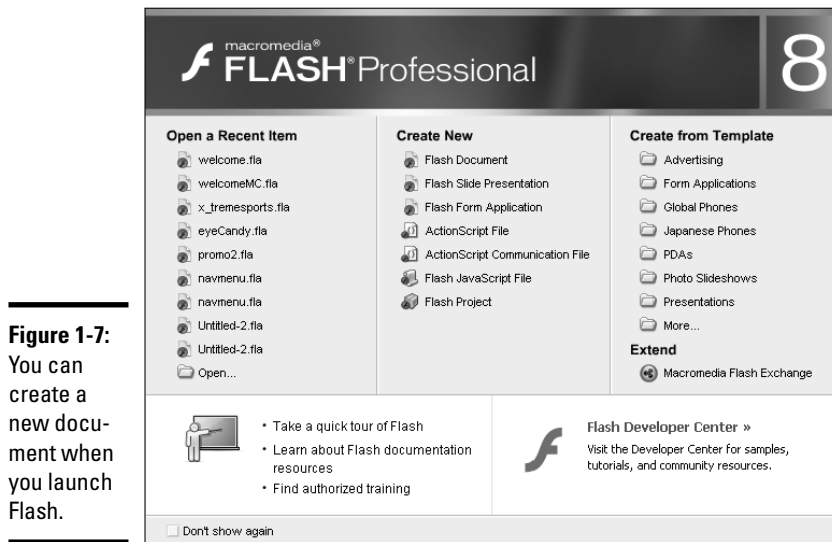 macromedia®
FLASH® Professional
8
Open a Recent Item
welcome.fla
welcomeMC.fla
x_tremesports.fla
eyeCandy.fla
promo2.fla
navmenu.fla
navmenu.fla
Untitled-2.fla
Untitled-2.fla
Open...
Create New
Flash Document
Flash Slide Presentation
Flash Form Application
ActionScript File
ActionScript Communication File
Flash JavaScript File
Flash Project
Create from Template
Advertising
Form Applications
Global Phones
Japanese Phones
PDAs
Photo Slideshows
Presentations
More...
Extend
Macromedia Flash Exchange
• Take a quick tour of Flash
• Learn about Flash documentation
resources
• Find authorized training
Flash Developer Center »
Visit the Developer Center for samples,
tutorials, and community resources.
Don't show again
Figure 1-7:
You can
create a
new docu-
ment when
you launch
Flash.